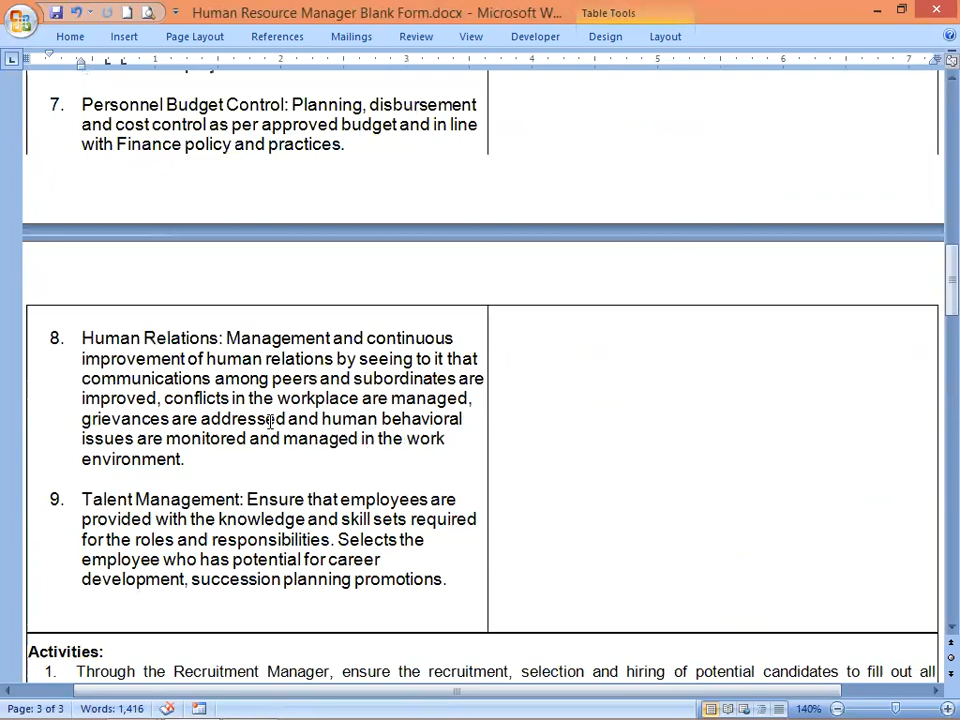 Human Resource Manager Blank Form.docx - Microsoft W...
Table Tools
Home Insert Page Layout References Mailings Review View Developer Design Layout
1 2 3 4 5 6 7
7. Personnel Budget Control: Planning, disbursement
and cost control as per approved budget and in line
with Finance policy and practices.
8. Human Relations: Management and continuous
improvement of human relations by seeing to it that
communications among peers and subordinates are
improved, conflicts in the workplace are managed,
grievances are addressed and human behavioral
issues are monitored and managed in the work
environment.
9. Talent Management: Ensure that employees are
provided with the knowledge and skill sets required
for the roles and responsibilities. Selects the
employee who has potential for career
development, succession planning promotions.
Activities:
1. Through the Recruitment Manager, ensure the recruitment, selection and hiring of potential candidates to fill out all
Page: 3 of 3 Words: 1,416 140%